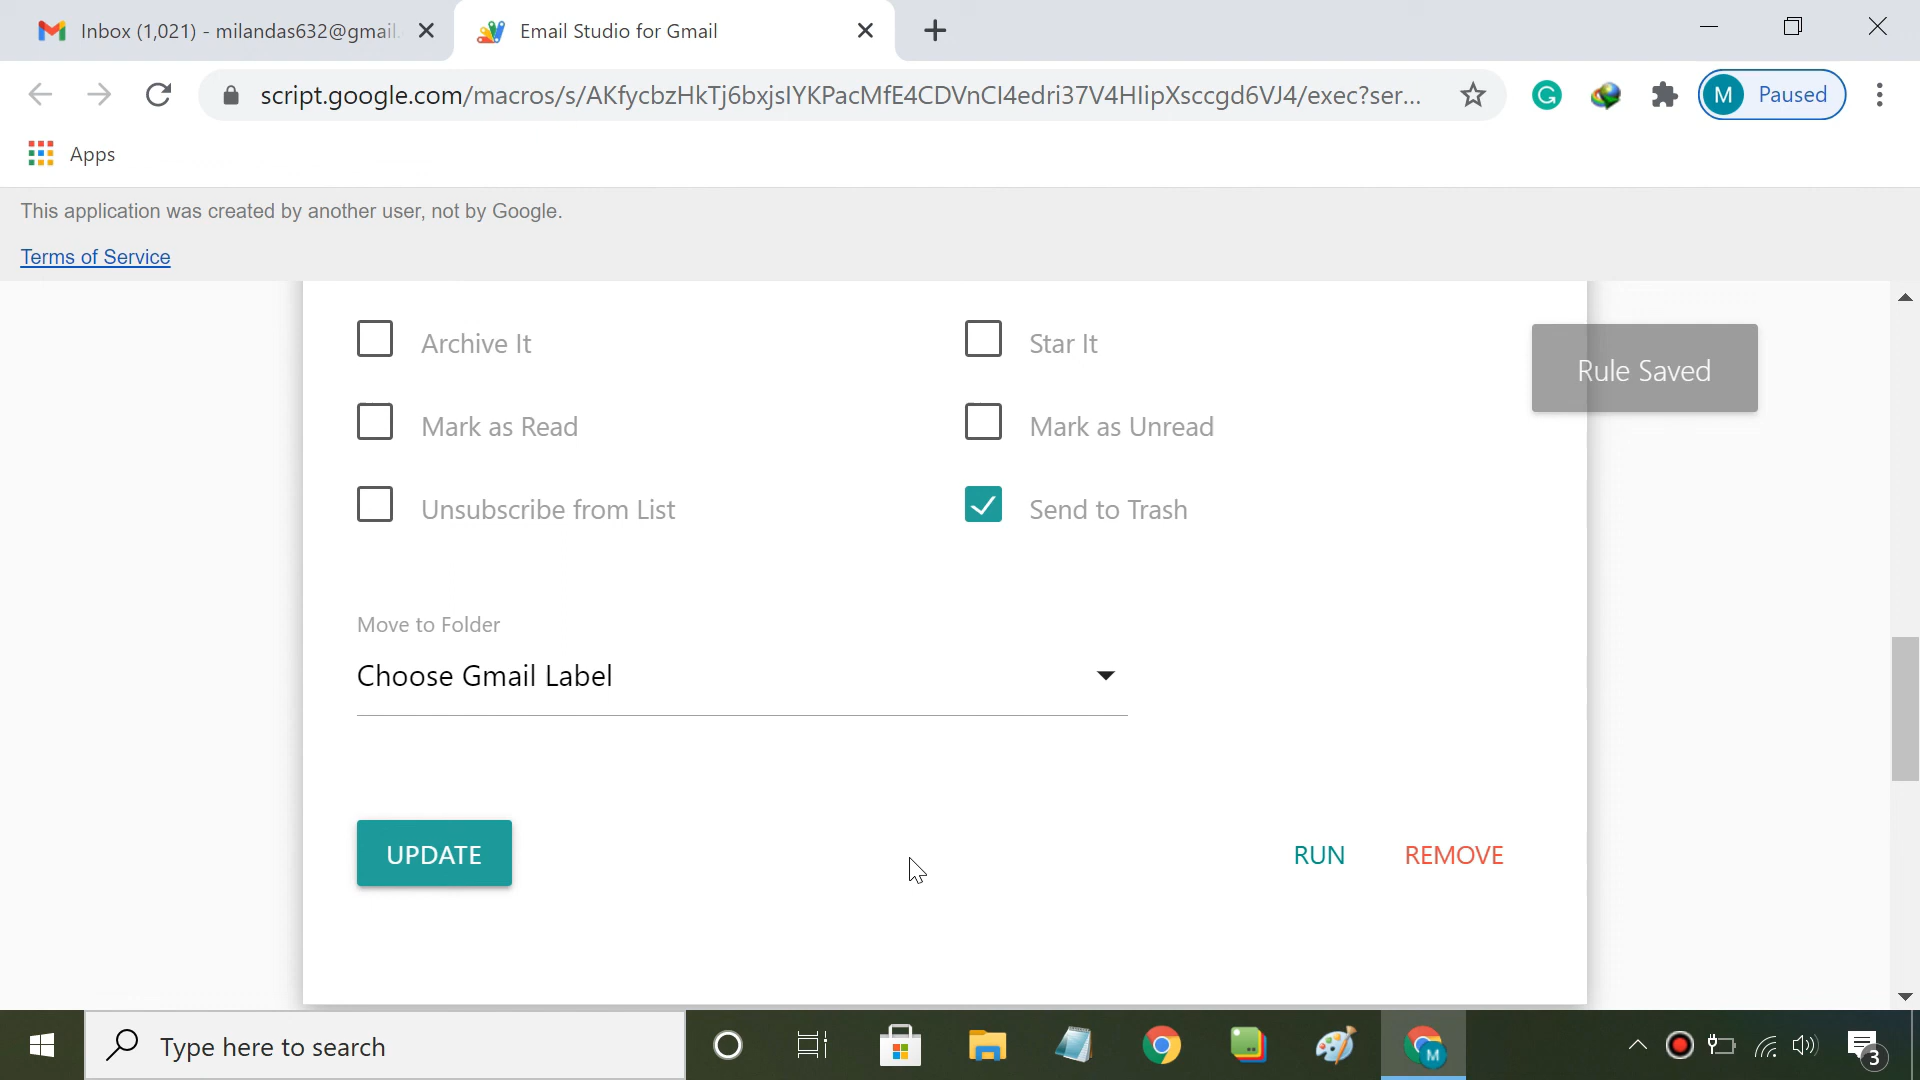 Inbox (1,021) - milandas632@gmail.
Email Studio for Gmail
script.google.com/macros/s/AKfycbzHkTj6bxjsIYKPacMfE4CDVnCl4edri37V4HIipXsccgd6VJ4/exec?ser...
G
M Paused
Apps
This application was created by another user, not by Google.
Terms of Service
Archive It
Star It
Rule Saved
Mark as Read
Mark as Unread
Unsubscribe from List
Send to Trash
Move to Folder
Choose Gmail Label
UPDATE
RUN
REMOVE
Type here to search
M
3